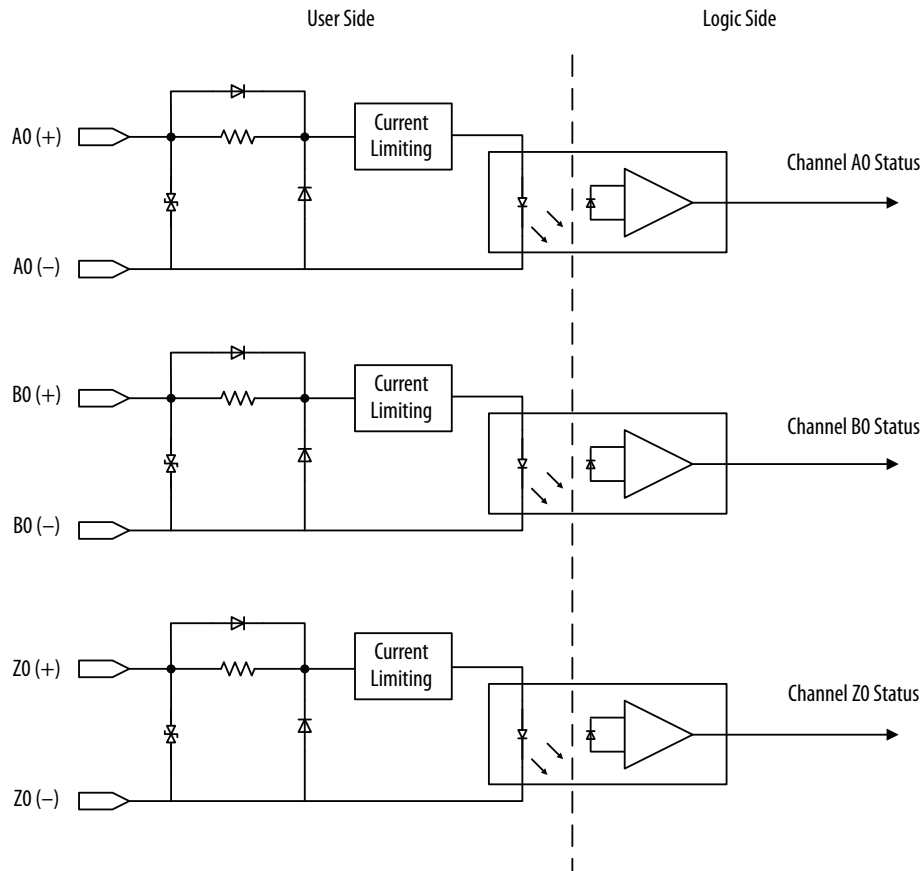 User Side
Logic Side
A0 (+)
Current
Limiting
Channel A0 Status
A0 (−)
B0 (+)
Current
Limiting
Channel B0 Status
B0 (−)
Z0 (+)
Current
Limiting
Channel Z0 Status
Z0 (−)